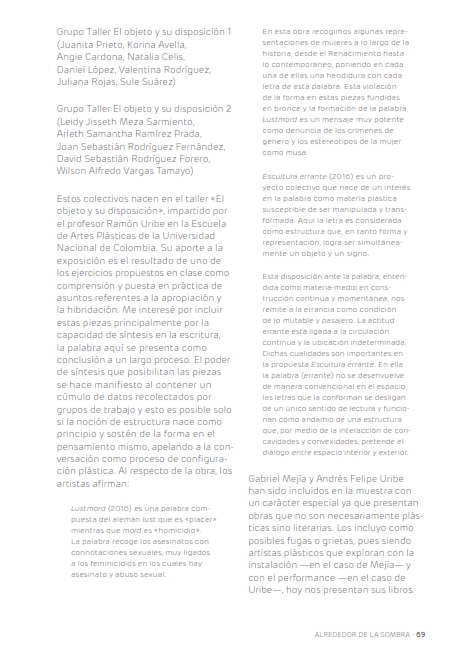 Grupo Taller El objeto y su disposición 1
(Juanita Prieto, Korina Avella,
Angie Cardona, Natalia Celis,
Daniel López, Valentina Rodríguez,
Juliana Rojas, Sule Suárez)
Grupo Taller El objeto y su disposición 2
(Leidy Jisseth Meza Sarmiento,
Arleth Samantha Ramírez Prada,
Joan Sebastián Rodríguez Fernández,
David Sebastián Rodríguez Forero,
Wilson Alfredo Vargas Tamayo)
Estos colectivos nacen en el taller «El
objeto y su disposición», impartido por
el profesor Ramón Uribe en la Escuela
de Artes Plásticas de la Universidad
Nacional de Colombia. Su aporte a la
exposición es el resultado de uno de
los ejercicios propuestos en clase como
comprensión y puesta en práctica de
asuntos referentes a la apropiación y
la hibridación. Me interesé por incluir
estas piezas principalmente por la
capacidad de síntesis en la escritura,
la palabra aquí se presenta como
conclusión a un largo proceso. El poder
de síntesis que posibilitan las piezas
se hace manifiesto al contener un
cúmulo de datos recolectados por
grupos de trabajo y esto es posible solo
si la noción de estructura nace como
principio y sostén de la forma en el
pensamiento mismo, apelando a la con-
versación como proceso de configura-
ción plástica. Al respecto de la obra, los
artistas afirman:
Lustmord (2016) es una palabra com-
puesta del alemán lust que es «placer»
mientras que mord es «homicidio».
La palabra recoge los asesinatos con
connotaciones sexuales, muy ligados
a los feminicidios en los cuales hay
asesinato y abuso sexual.
En esta obra recogimos algunas repre-
sentaciones de mujeres a lo largo de la
historia, desde el Renacimiento hasta
lo contemporáneo, poniendo en cada
una de ellas una hendidura con cada
letra de esta palabra. Esta violación
de la forma en estas piezas fundidas
en bronce y la formación de la palabra
Lustmord es un mensaje muy potente
como denuncia de los crímenes de
género y los estereotipos de la mujer
como musa.
Escultura errante (2016) es un pro-
yecto colectivo que nace de un interés
en la palabra como materia plástica
susceptible de ser manipulada y trans-
formada. Aquí la letra es considerada
como estructura que, en tanto forma y
representación, logra ser simultánea-
mente un objeto y un signo.
Esta disposición ante la palabra, enten-
dida como materia-medio en cons-
trucción continua y momentánea, nos
remite a la errancia como condición
de lo mutable y pasajero. La actitud
errante está ligada a la circulación
continua y la ubicación indeterminada.
Dichas cualidades son importantes en
la propuesta Escultura errante. En ella
la palabra (errante) no se desenvuelve
de manera convencional en el espacio,
las letras que la conforman se desligan
de un único sentido de lectura y funcio-
nan como andamio de una estructura
que, por medio de la interacción de con-
cavidades y convexidades, pretende el
diálogo entre espacio interior y exterior.
Gabriel Mejía y Andrés Felipe Uribe
han sido incluidos en la muestra con
un carácter especial ya que presentan
obras que no son necesariamente plás-
ticas sino literarias. Los incluyo como
posibles fugas o grietas, pues siendo
artistas plásticos que exploran con la
instalación —en el caso de Mejía— y
con el performance —en el caso de
Uribe—, hoy nos presentan sus libros.
ALREDEDOR DE LA SOMBRA · 69